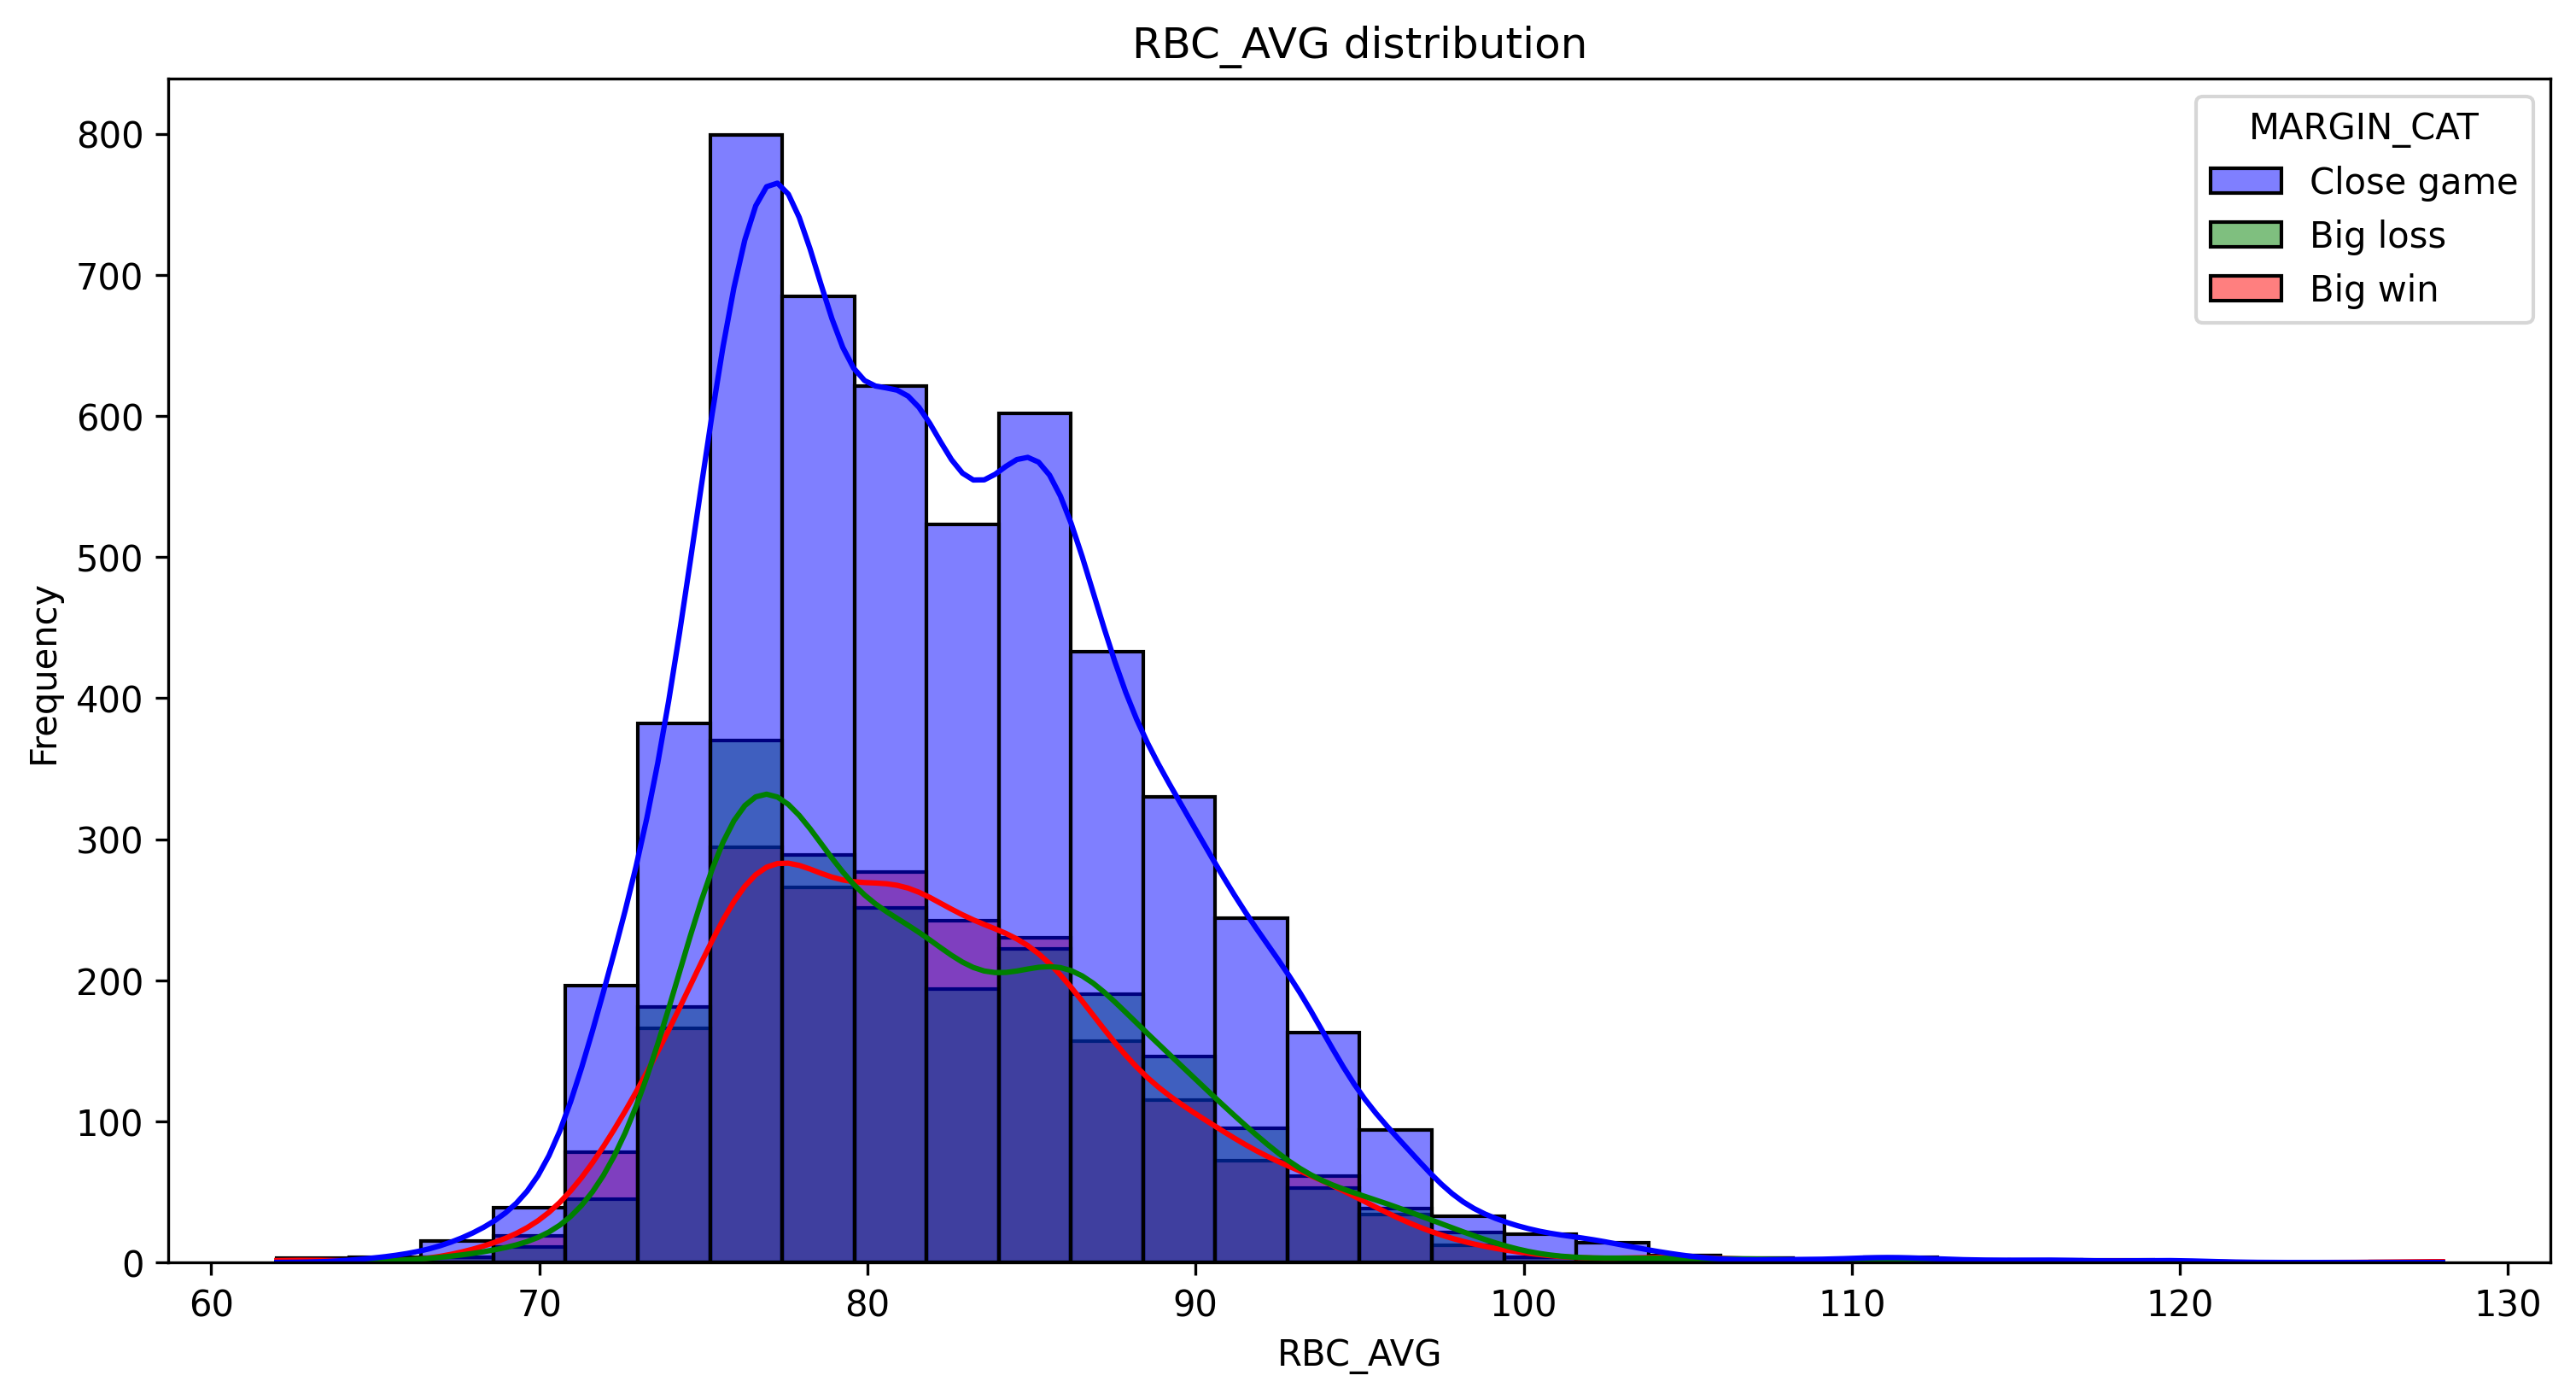 RBC_AVG distribution
MARGIN_CAT
Close game
Big loss
Big win
Frequency
800
700
600
500
400
300
200
100
0
60 70 80 90 100 110 120 130
RBC_AVG